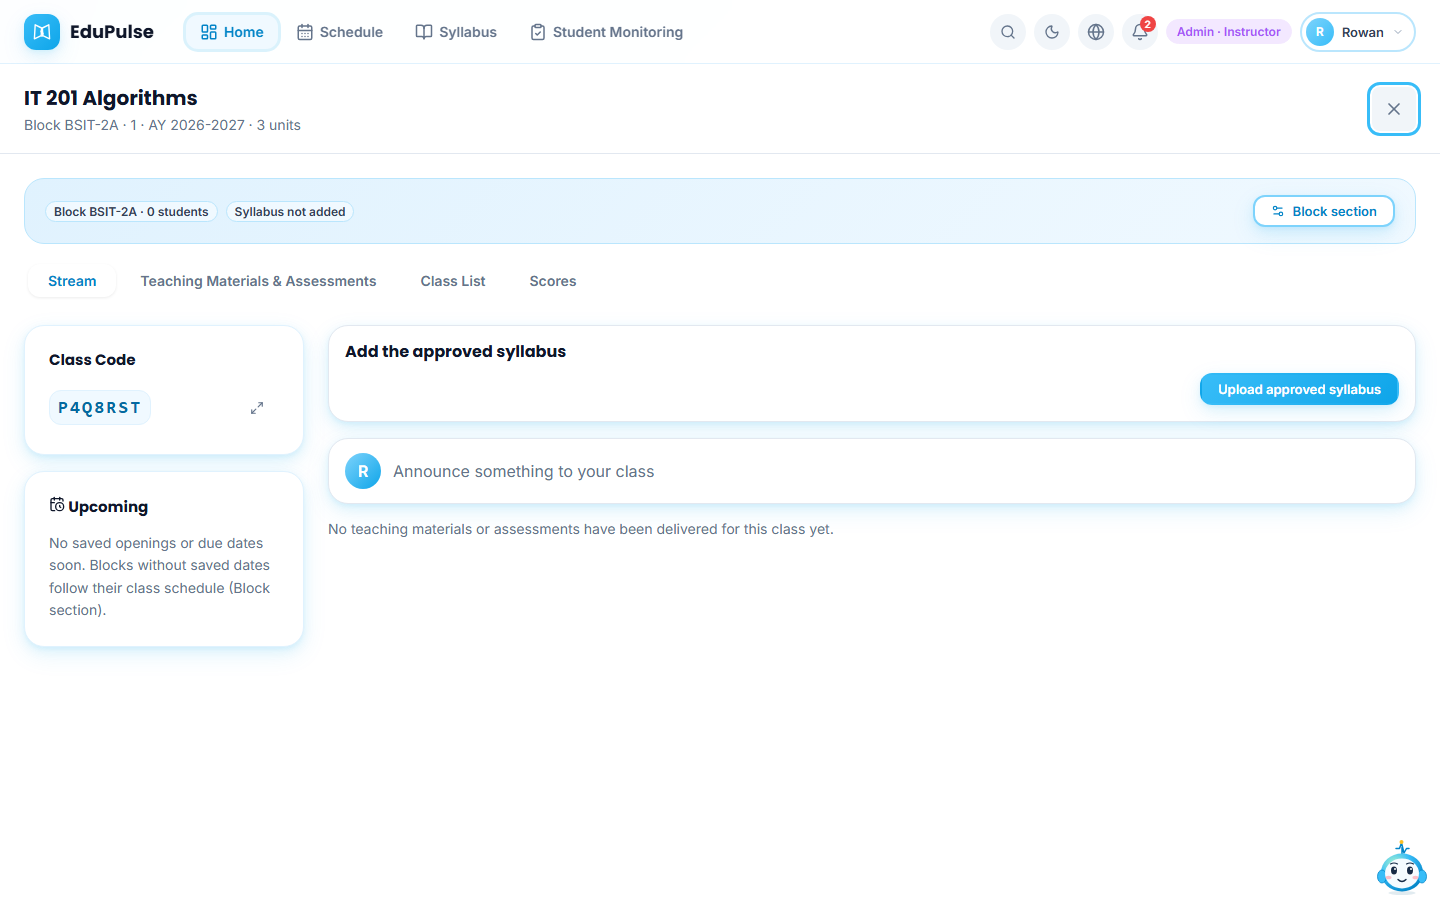 EduPulse
Home
Schedule
Syllabus
Student Monitoring
2
Admin · Instructor
R
Rowan
IT 201 Algorithms
Block BSIT-2A · 1 · AY 2026-2027 · 3 units
Block BSIT-2A · 0 students
Syllabus not added
Block section
Stream
Teaching Materials & Assessments
Class List
Scores
Class Code
P4Q8RST
Upcoming
No saved openings or due dates
soon. Blocks without saved dates
follow their class schedule (Block
section).
Add the approved syllabus
Upload approved syllabus
R
Announce something to your class
No teaching materials or assessments have been delivered for this class yet.